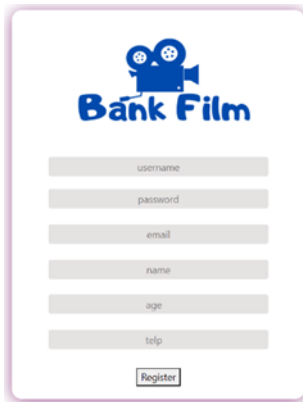 Bank Film
username
password
email
name
age
telp
Register